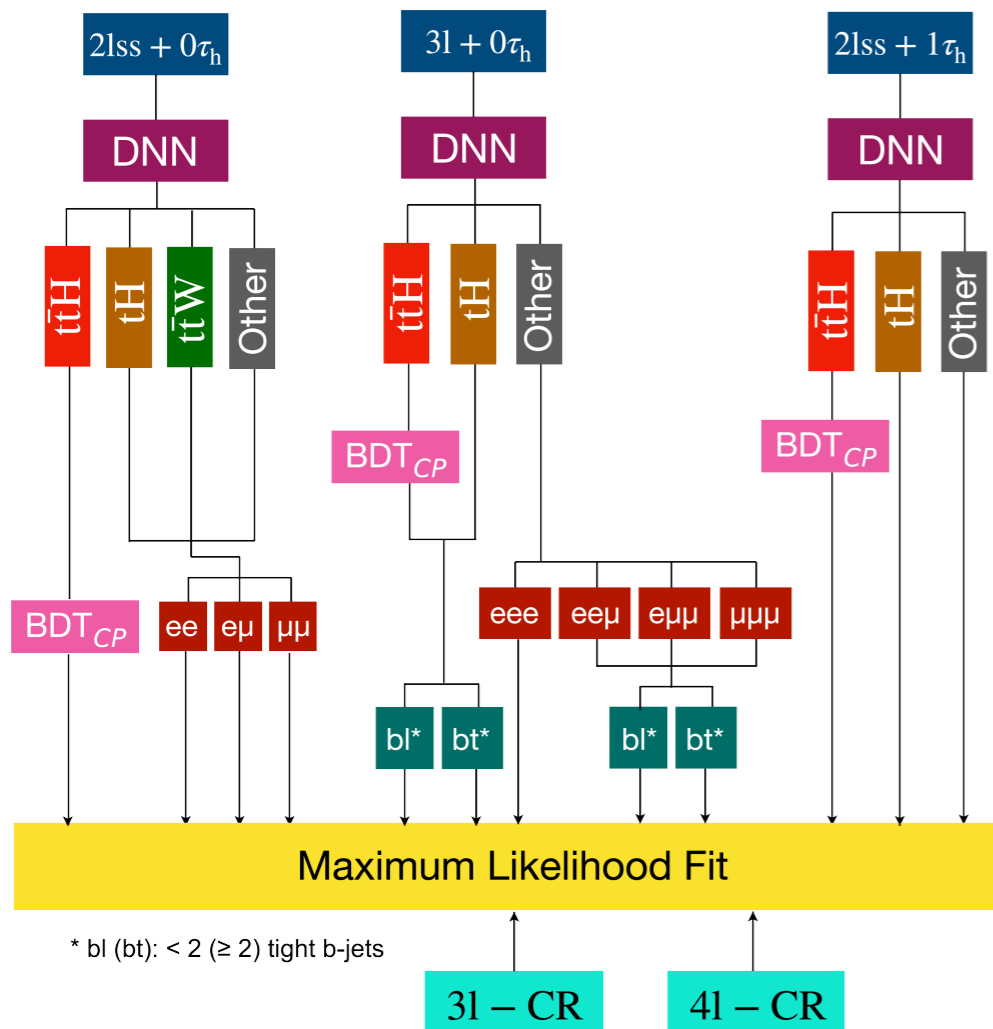 2lss + 0τh
3l + 0τh
2lss + 1τh
DNN
DNN
DNN
tt̄H
tH
tt̄W
Other
tt̄H
tH
Other
tt̄H
tH
Other
BDTCP
BDTCP
BDTCP
ee
eμ
μμ
eee
eeμ
eμμ
μμμ
bl*
bt*
bl*
bt*
Maximum Likelihood Fit
* bl (bt): < 2 (≥ 2) tight b-jets
3l – CR
4l – CR